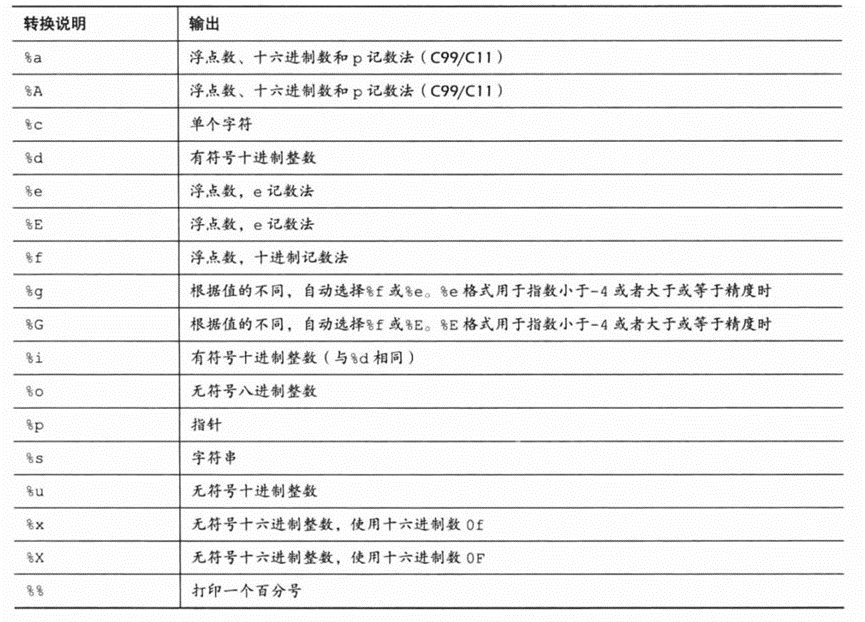 转换说明 输出
%a 浮点数、十六进制数和 p 记数法（C99/C11）
%A 浮点数、十六进制数和 p 记数法（C99/C11）
%c 单个字符
%d 有符号十进制整数
%e 浮点数，e 记数法
%E 浮点数，e 记数法
%f 浮点数，十进制记数法
%g 根据值的不同，自动选择%f 或%e。%e 格式用于指数小于-4 或者大于或等于精度时
%G 根据值的不同，自动选择%f 或%E。%E 格式用于指数小于-4 或者大于或等于精度时
%i 有符号十进制整数（与%d 相同）
%o 无符号八进制整数
%p 指针
%s 字符串
%u 无符号十进制整数
%x 无符号十六进制整数，使用十六进制数 0f
%X 无符号十六进制整数，使用十六进制数 0F
%% 打印一个百分号